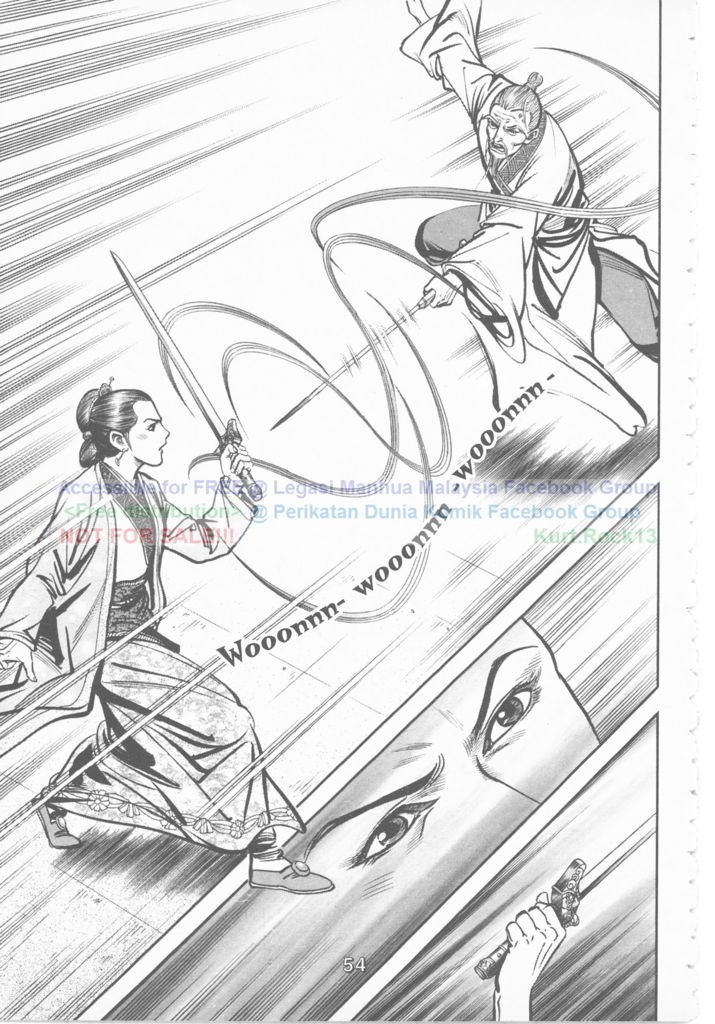 Accessible for FREE @ Legasi Manhua Malaysia Facebook Group
<Free distribution> @ Perikatan Dunia Komik Facebook Group
NOT FOR SALE!!! Kurt.Rock13
Wooonnn- wooonnn -wooonnn-
54